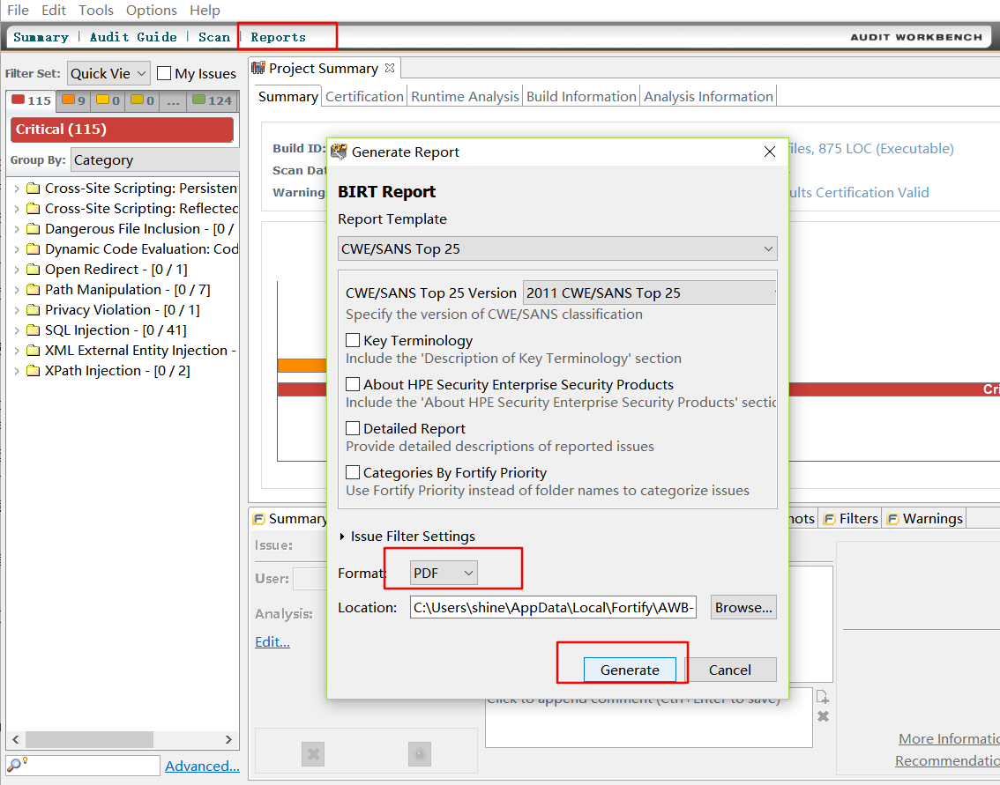 File Edit Tools Options Help
Summary | Audit Guide | Scan | Reports
AUDIT WORKBENCH
Filter Set: Quick Vie My Issues
115 9 0 0 ... 124
Critical (115)
Group By: Category
Cross-Site Scripting: Persisten
Cross-Site Scripting: Reflected
Dangerous File Inclusion - [0 /
Dynamic Code Evaluation: Cod
Open Redirect - [0 / 1]
Path Manipulation - [0 / 7]
Privacy Violation - [0 / 1]
SQL Injection - [0 / 41]
XML External Entity Injection -
XPath Injection - [0 / 2]
Advanced...
Project Summary
Summary Certification Runtime Analysis Build Information Analysis Information
Build ID:
iles, 875 LOC (Executable)
Scan Dat
Warning
ults Certification Valid
Cri
Generate Report
BIRT Report
Report Template
CWE/SANS Top 25
CWE/SANS Top 25 Version 2011 CWE/SANS Top 25
Specify the version of CWE/SANS classification
Key Terminology
Include the 'Description of Key Terminology' section
About HPE Security Enterprise Security Products
Include the 'About HPE Security Enterprise Security Products' sectio
Detailed Report
Provide detailed descriptions of reported issues
Categories By Fortify Priority
Use Fortify Priority instead of folder names to categorize issues
Issue Filter Settings
Format: PDF
Location: C:\Users\shine\AppData\Local\Fortify\AWB- Browse...
Generate Cancel
Summary
hots Filters Warnings
Issue:
User:
Analysis:
Edit...
Click to append comment (Ctrl+Enter to save)
More Informatio
Recommendatio